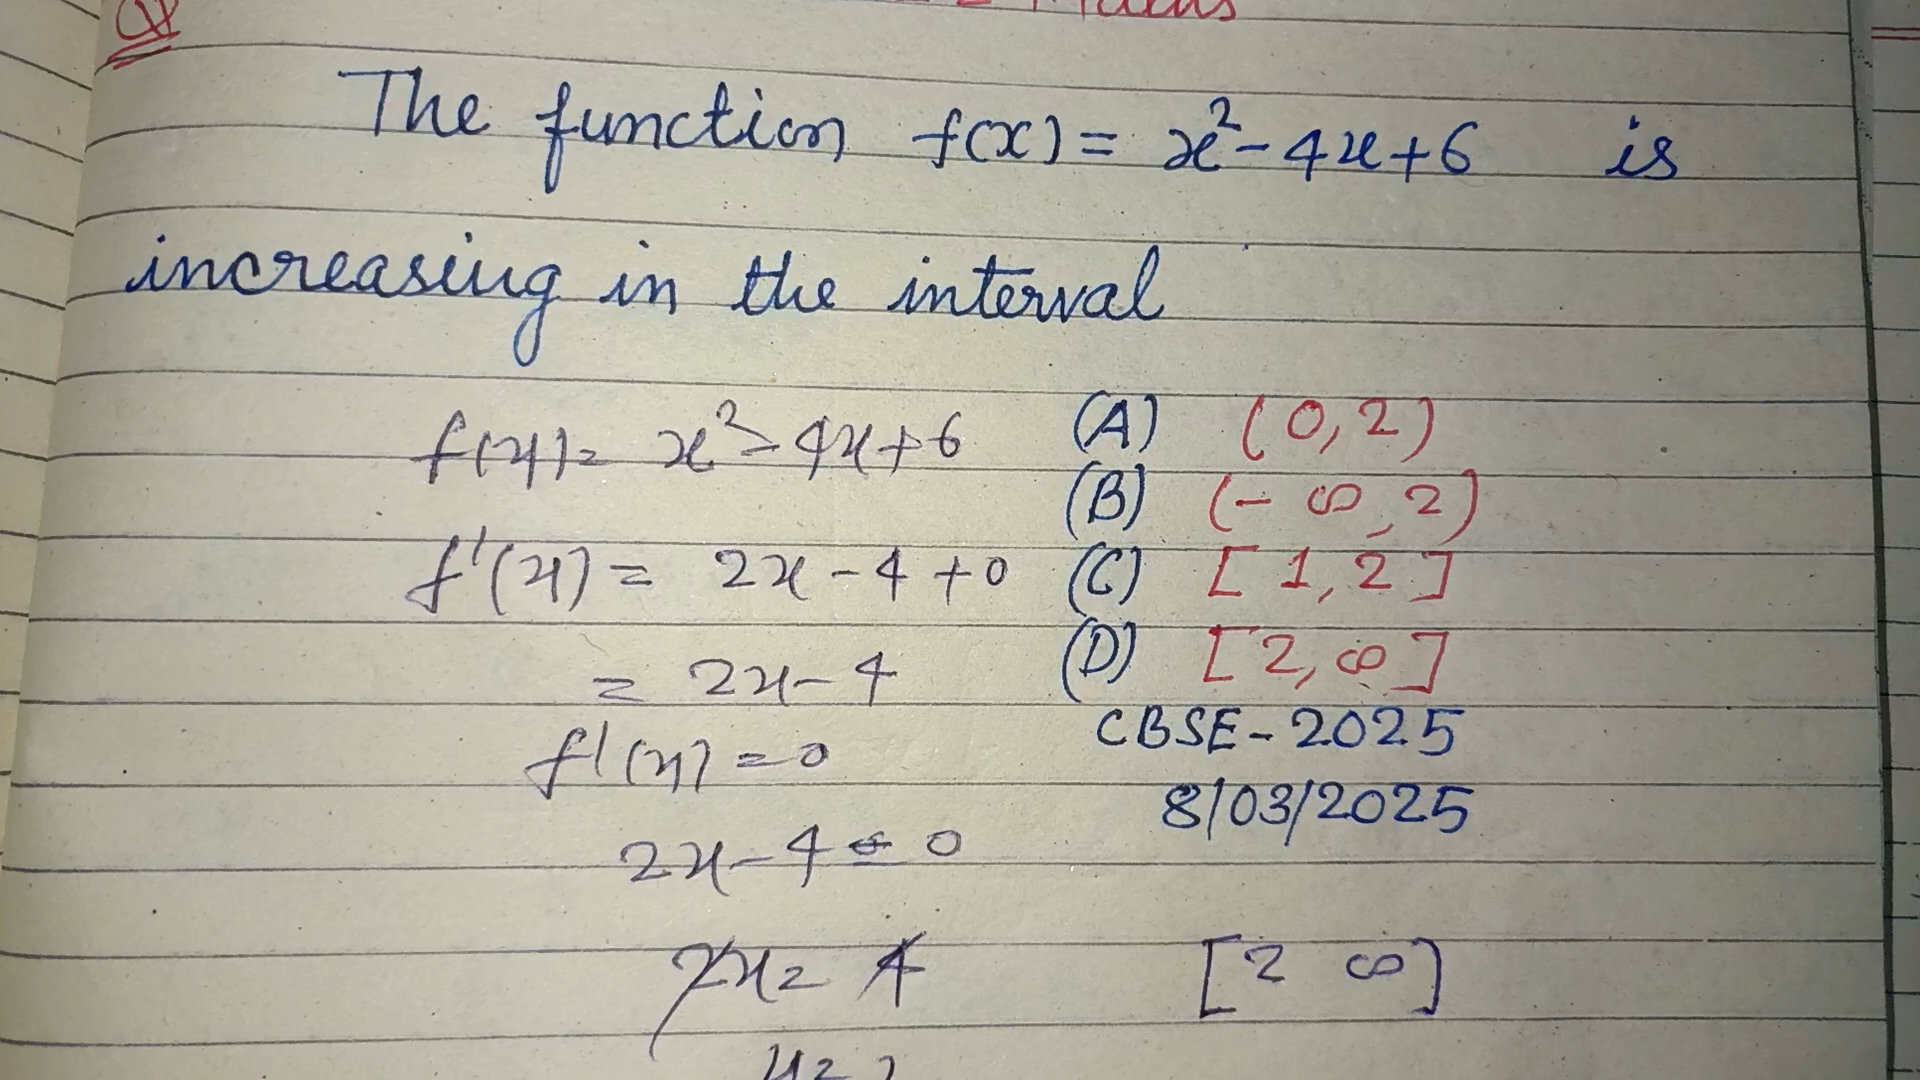 Maths
The function f(x) = x² - 4x + 6 is
increasing in the interval
f(x) = x² - 4x + 6
(A) (0, 2)
(B) (- ∞, 2)
f'(x) = 2x - 4 + 0
(C) [1, 2]
= 2x - 4
(D) [2, ∞]
f'(x) = 0
CBSE - 2025
8/03/2025
2x - 4 = 0
2x = 4
[2 ∞]